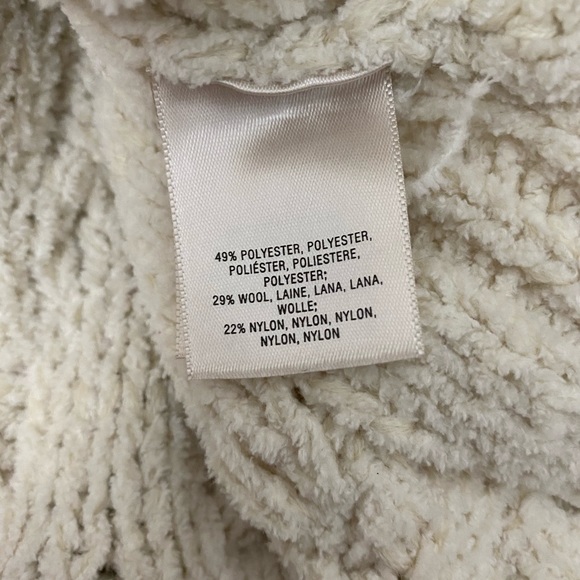 49% POLYESTER, POLYESTER,
POLIÉSTER, POLIESTERE,
POLYESTER;
29% WOOL, LAINE, LANA, LANA,
WOLLE;
22% NYLON, NYLON, NYLON,
NYLON, NYLON